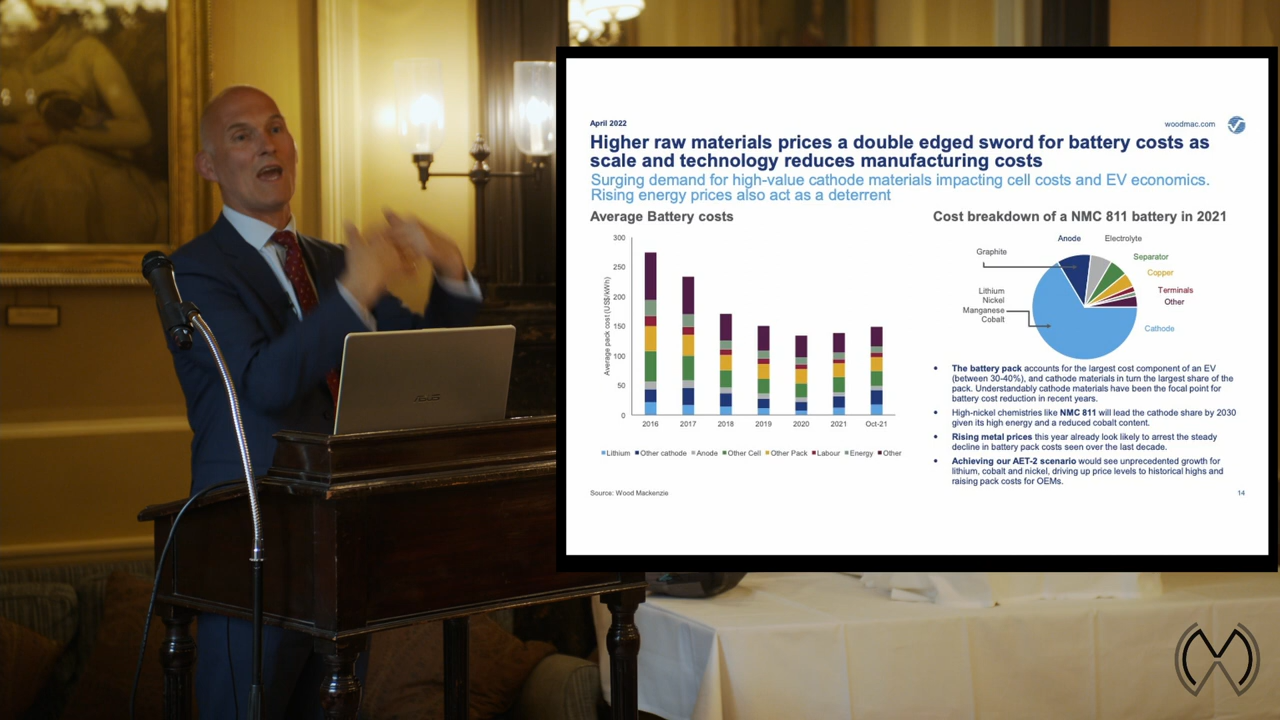 April 2022
woodmac.com
Higher raw materials prices a double edged sword for battery costs as
scale and technology reduces manufacturing costs
Surging demand for high-value cathode materials impacting cell costs and EV economics.
Rising energy prices also act as a deterrent
Average Battery costs
300
250
200
150
100
50
0
Average pack cost (US$/kWh)
2016 2017 2018 2019 2020 2021 Oct-21
Lithium Other cathode Anode Other Cell Other Pack Labour Energy Other
Source: Wood Mackenzie
Cost breakdown of a NMC 811 battery in 2021
Anode
Electrolyte
Graphite
Separator
Copper
Lithium
Nickel
Manganese
Cobalt
Terminals
Other
Cathode
• The battery pack accounts for the largest cost component of an EV
(between 30-40%), and cathode materials in turn the largest share of the
pack. Understandably cathode materials have been the focal point for
battery cost reduction in recent years.
• High-nickel chemistries like NMC 811 will lead the cathode share by 2030
given its high energy and a reduced cobalt content.
• Rising metal prices this year already look likely to arrest the steady
decline in battery pack costs seen over the last decade.
• Achieving our AET-2 scenario would see unprecedented growth for
lithium, cobalt and nickel, driving up price levels to historical highs and
raising pack costs for OEMs.
14
ASUS